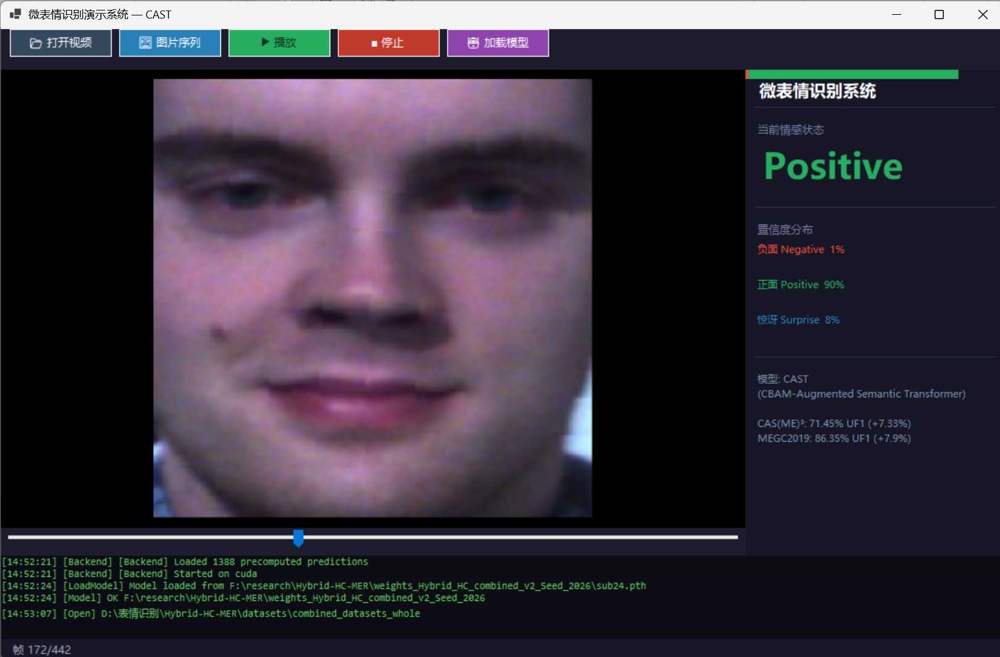 微表情识别演示系统 — CAST
打开视频
图片序列
播放
停止
加载模型
微表情识别系统
当前情感状态
Positive
置信度分布
负面 Negative 1%
正面 Positive 90%
惊讶 Surprise 8%
模型: CAST
(CBAM-Augmented Semantic Transformer)
CAS(ME)³: 71.45% UF1 (+7.33%)
MEGC2019: 86.35% UF1 (+7.9%)
[14:52:21] [Backend] [Backend] Loaded 1388 precomputed predictions
[14:52:21] [Backend] [Backend] Started on cuda
[14:52:24] [LoadModel] Model loaded from F:\research\Hybrid-HC-MER\weights_Hybrid_HC_combined_v2_Seed_2026\sub24.pth
[14:52:24] [Model] OK F:\research\Hybrid-HC-MER\weights_Hybrid_HC_combined_v2_Seed_2026
[14:53:07] [Open] D:\表情识别\Hybrid-HC-MER\datasets\combined_datasets_whole
帧 172/442